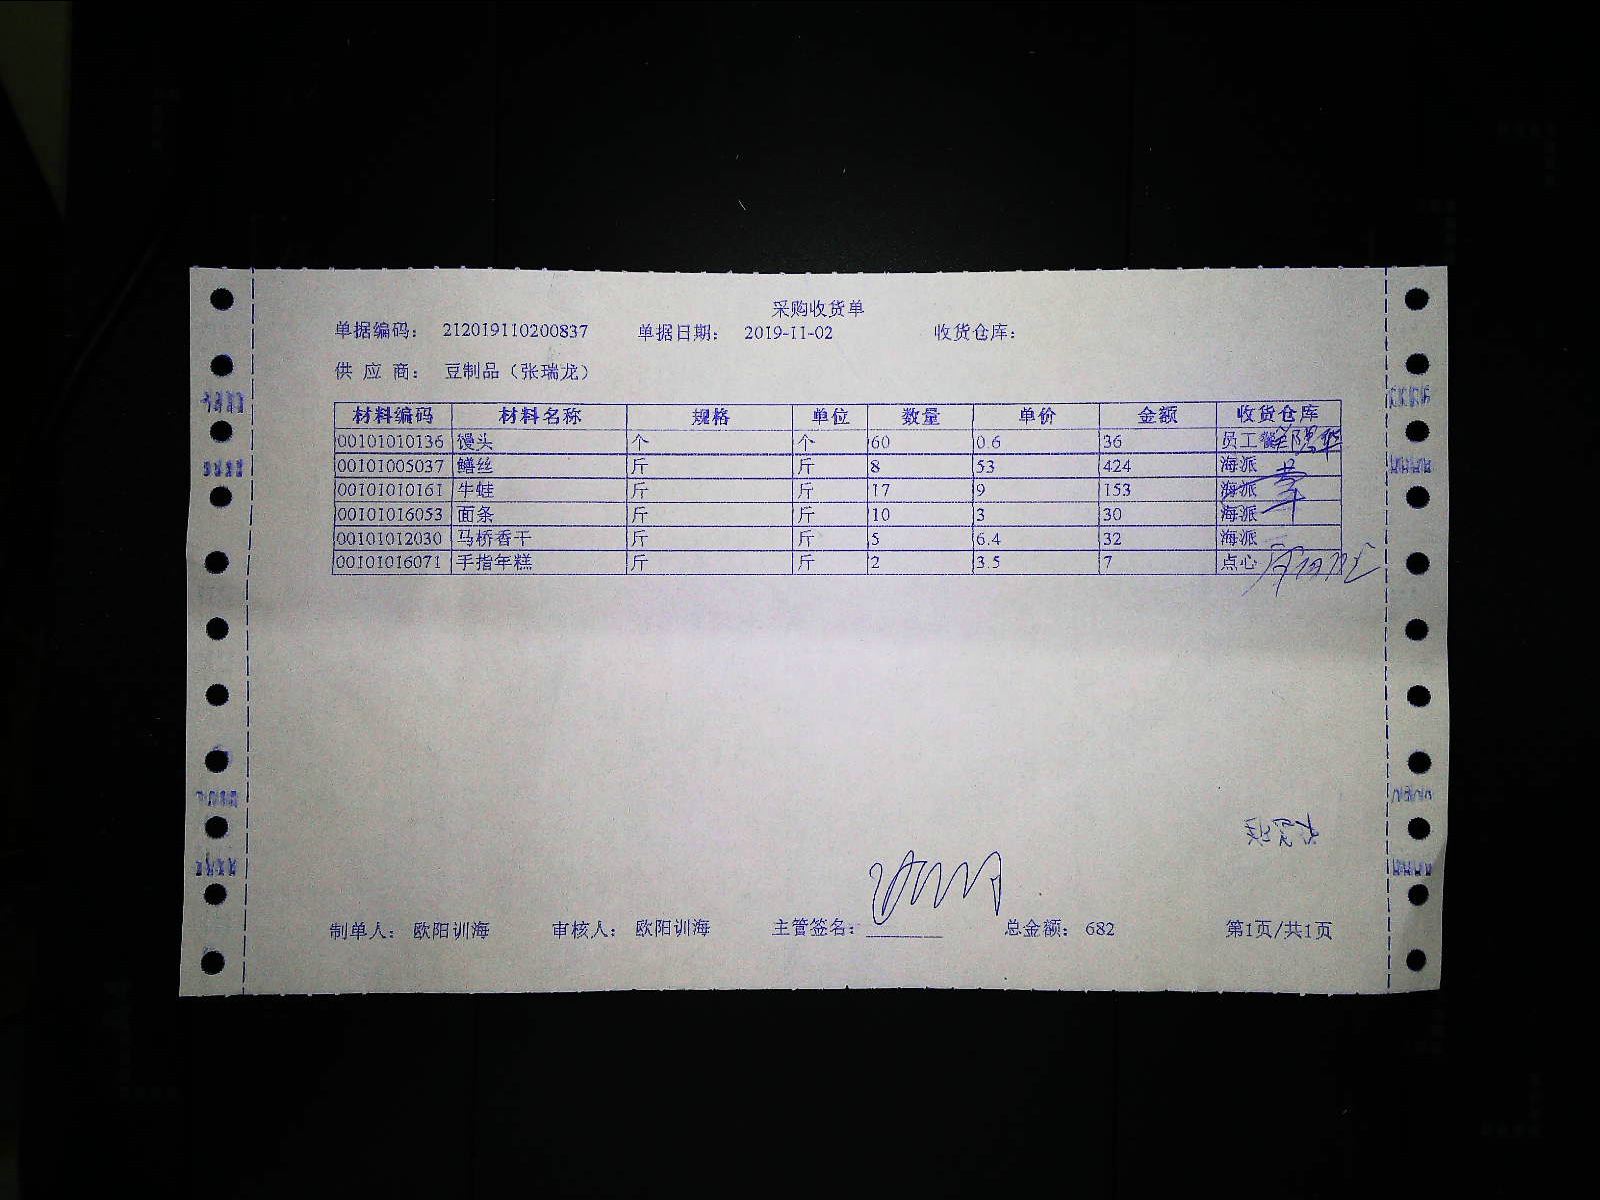 采购收货单
单据编码： 212019110200837 单据日期： 2019-11-02 收货仓库：
供 应 商： 豆制品（张瑞龙）
材料编码 材料名称 规格 单位 数量 单价 金额 收货仓库
00101010136 馒头 个 个 60 0.6 36 员工餐
00101005037 鳝丝 斤 斤 8 53 424 海派
00101010161 牛蛙 斤 斤 17 9 153 海派
00101016053 面条 斤 斤 10 3 30 海派
00101012030 马桥香干 斤 斤 5 6.4 32 海派
00101016071 手指年糕 斤 斤 2 3.5 7 点心
制单人： 欧阳训海 审核人： 欧阳训海 主管签名： 总金额： 682 第1页/共1页